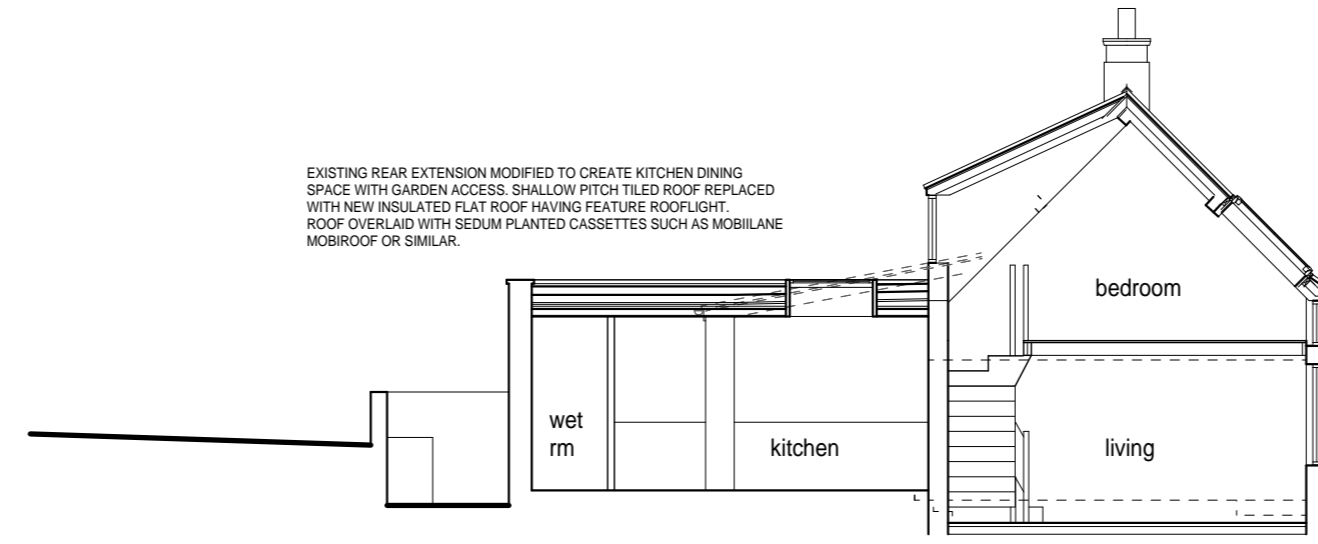 EXISTING REAR EXTENSION MODIFIED TO CREATE KITCHEN DINING
SPACE WITH GARDEN ACCESS. SHALLOW PITCH TILED ROOF REPLACED
WITH NEW INSULATED FLAT ROOF HAVING FEATURE ROOFLIGHT.
ROOF OVERLAID WITH SEDUM PLANTED CASSETTES SUCH AS MOBIILANE
MOBIROOF OR SIMILAR.
bedroom
wet
rm
kitchen
living